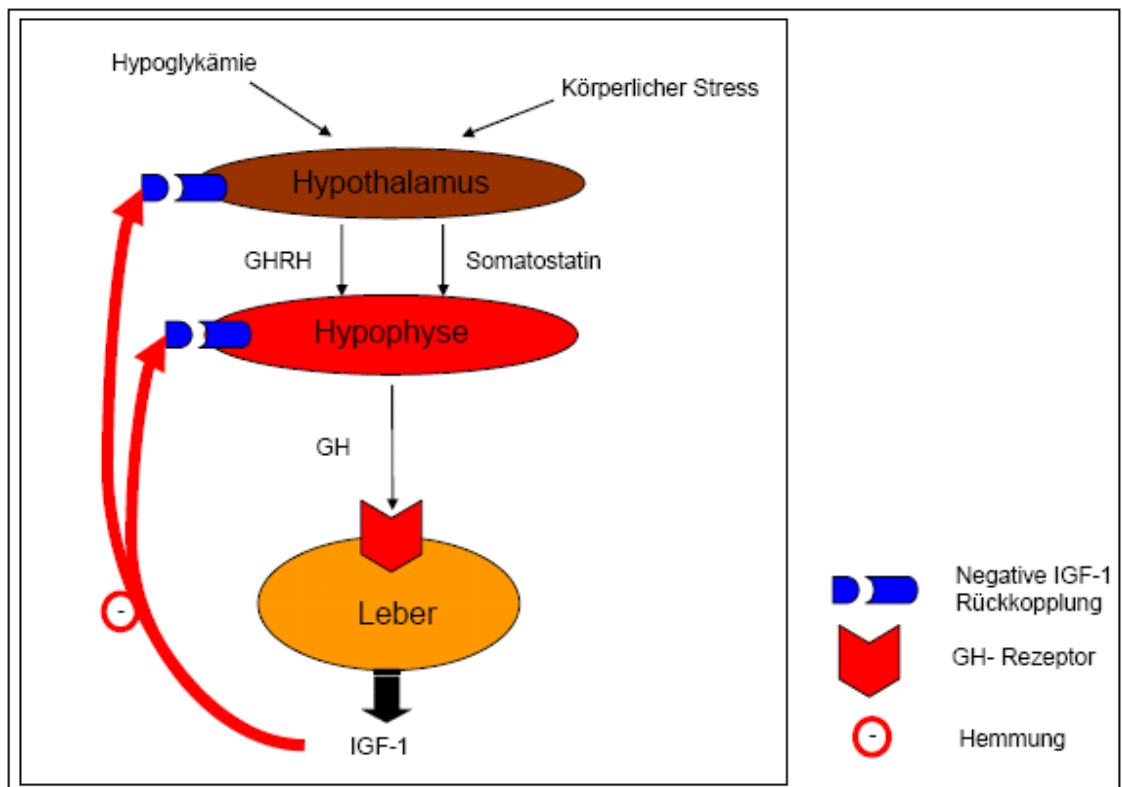 Hypoglykämie
Körperlicher Stress
Hypothalamus
GHRH
Somatostatin
Hypophyse
GH
Leber
-
IGF-1
Negative IGF-1
Rückkopplung
GH- Rezeptor
-
Hemmung